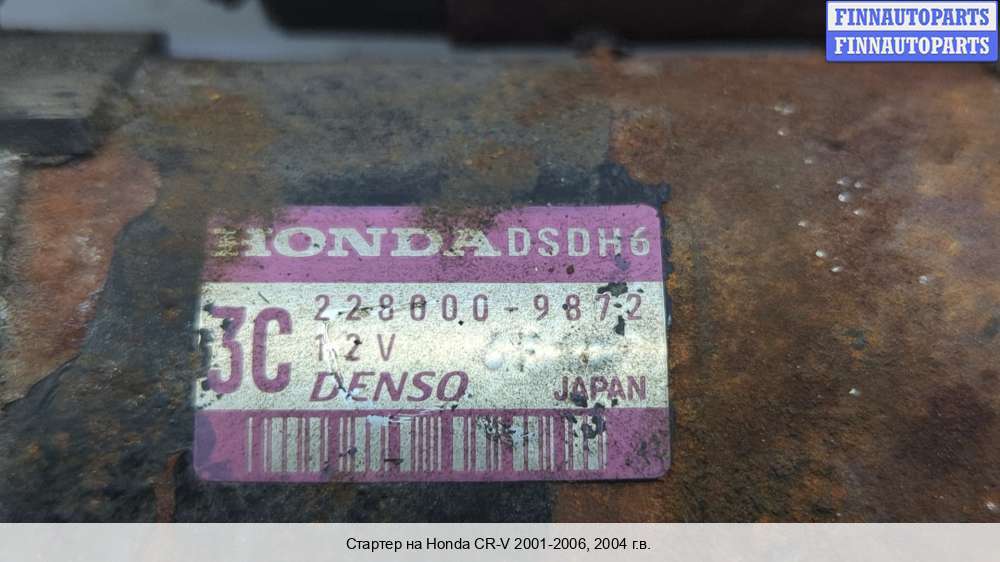 FINNAUTOPARTS
FINNAUTOPARTS
HONDA DSDH6
3C
228000-9872
12V
DENSO JAPAN
Стартер на Honda CR-V 2001-2006, 2004 г.в.